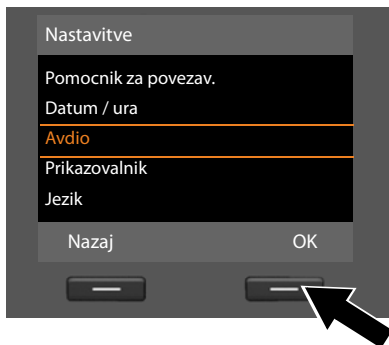 Nastavitve
Pomocnik za povezav.
Datum / ura
Avdio
Prikazovalnik
Jezik
Nazaj OK